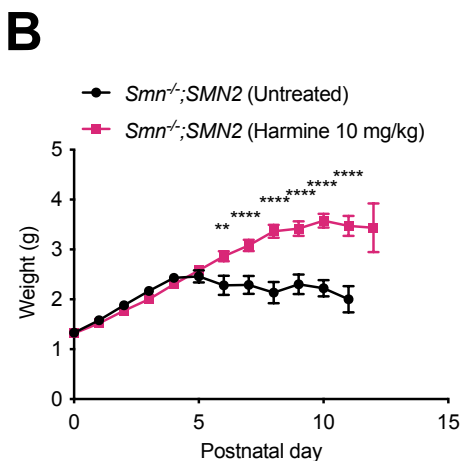 B
Smn-/-;SMN2 (Untreated)
Smn-/-;SMN2 (Harmine 10 mg/kg)
5
4
3
2
1
0
Weight (g)
**
****
****
****
****
****
0 5 10 15
Postnatal day